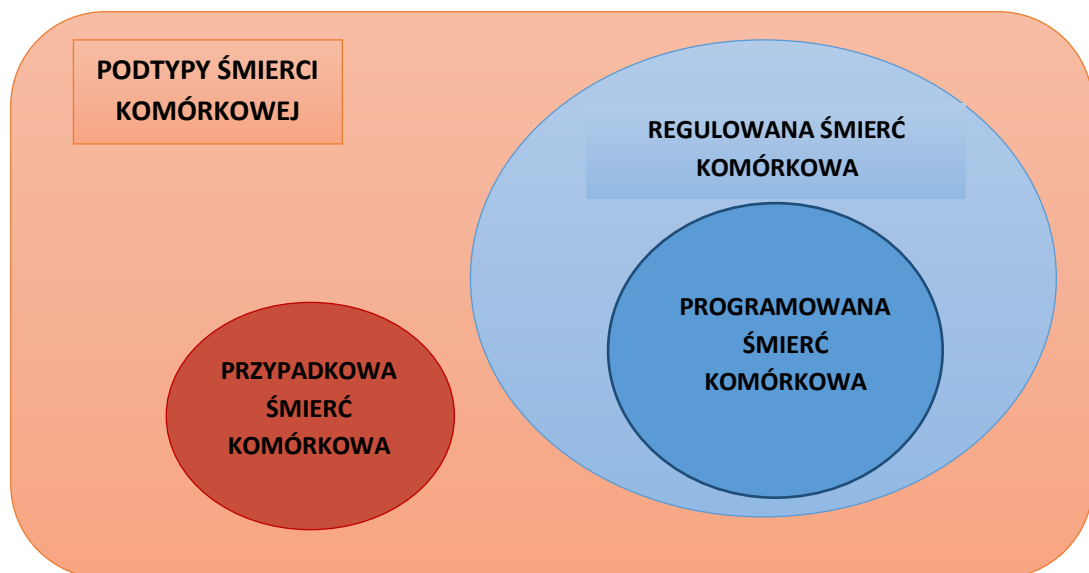 PODTYPY ŚMIERCI
KOMÓRKOWEJ
REGULOWANA ŚMIERĆ
KOMÓRKOWA
PROGRAMOWANA
ŚMIERĆ
KOMÓRKOWA
PRZYPADKOWA
ŚMIERĆ
KOMÓRKOWA